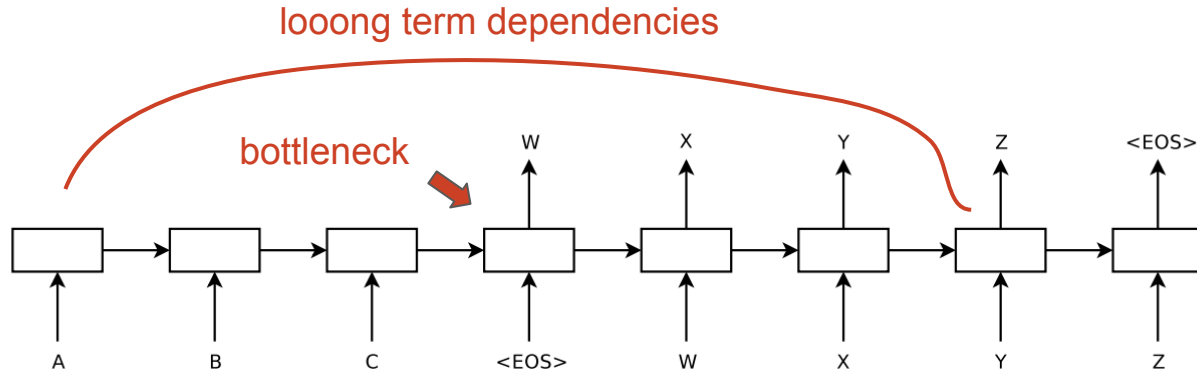 looong term dependencies
bottleneck
W X Y Z <EOS>
A B C <EOS> W X Y Z